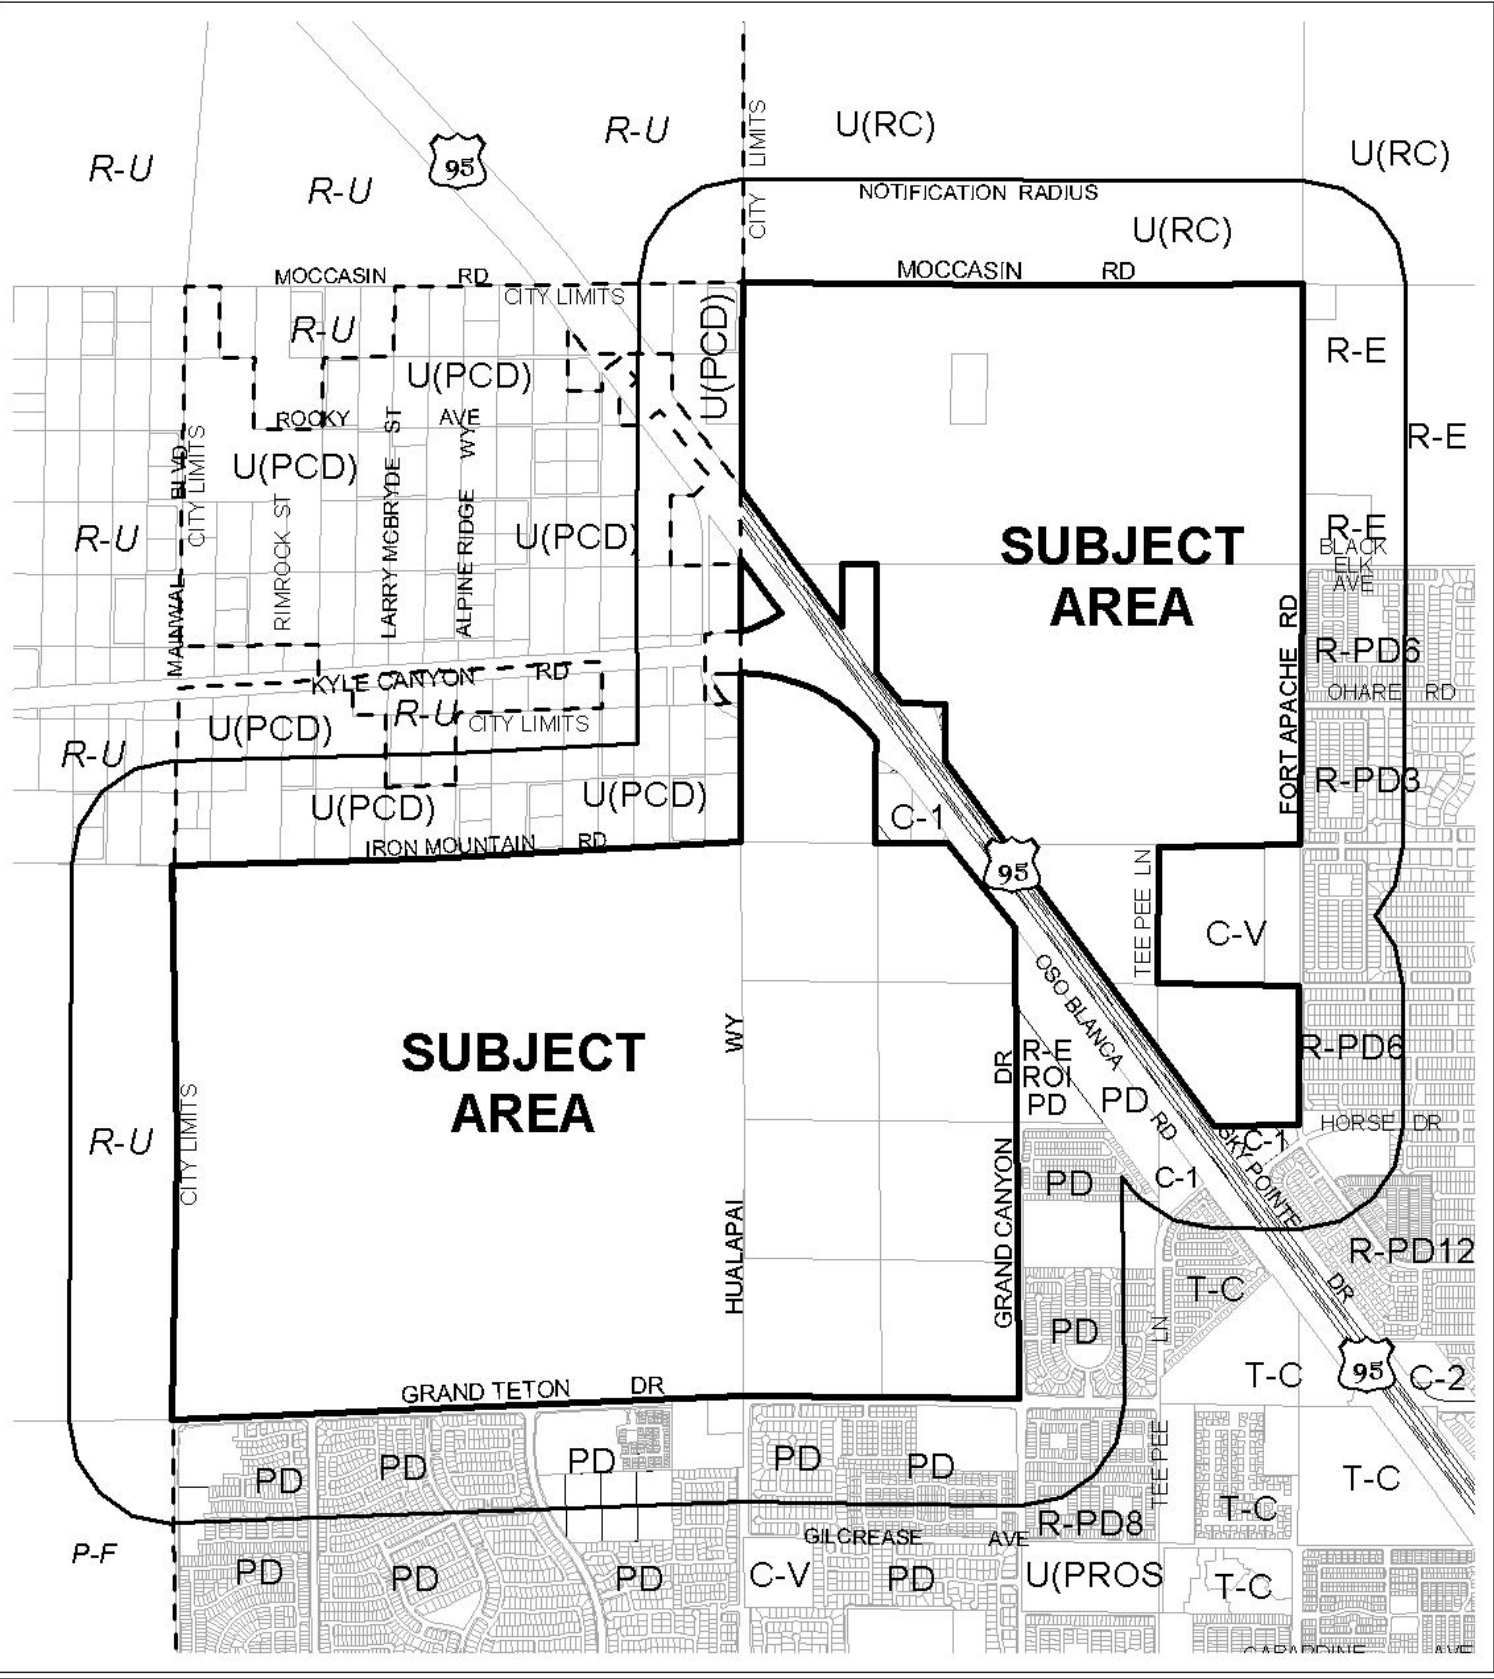 R-U
U(RC)
LIMITS
CITY
95
R-U
R-U
U(RC)
NOTIFICATION RADIUS
U(RC)
MOCCASIN RD
MOCCASIN RD
CITY LIMITS
R-U
U(PCD)
U(PCD)
R-E
ROCKY AVE
LARRY MCBRYDE ST
ALPINE RIDGE WY
R-E
U(PCD)
MAINWAL BLVD
CITY LIMITS
RIMROCK ST
R-U
U(PCD)
SUBJECT
AREA
R-E
BLACK
ELK
AVE
FORT APACHE RD
R-PD6
OHARE RD
KYLE CANYON RD
R-U
CITY LIMITS
U(PCD)
R-U
R-PD3
U(PCD)
U(PCD)
C-1
IRON MOUNTAIN RD
95
TEE PEE LN
C-V
OSO BLANCA RD
SUBJECT
AREA
HUALAPAI WY
GRAND CANYON DR
R-E
ROI
PD
PD
R-PD6
HORSE DR
R-U
CITY LIMITS
C-1
SKY POINTE DR
PD
C-1
R-PD12
T-C
PD
TEE PEE LN
T-C
95
C-2
GRAND TETON DR
PD
PD
PD
PD
PD
T-C
T-C
R-PD8
GILCREASE AVE
P-F
PD
PD
PD
C-V
PD
U(PROS
T-C